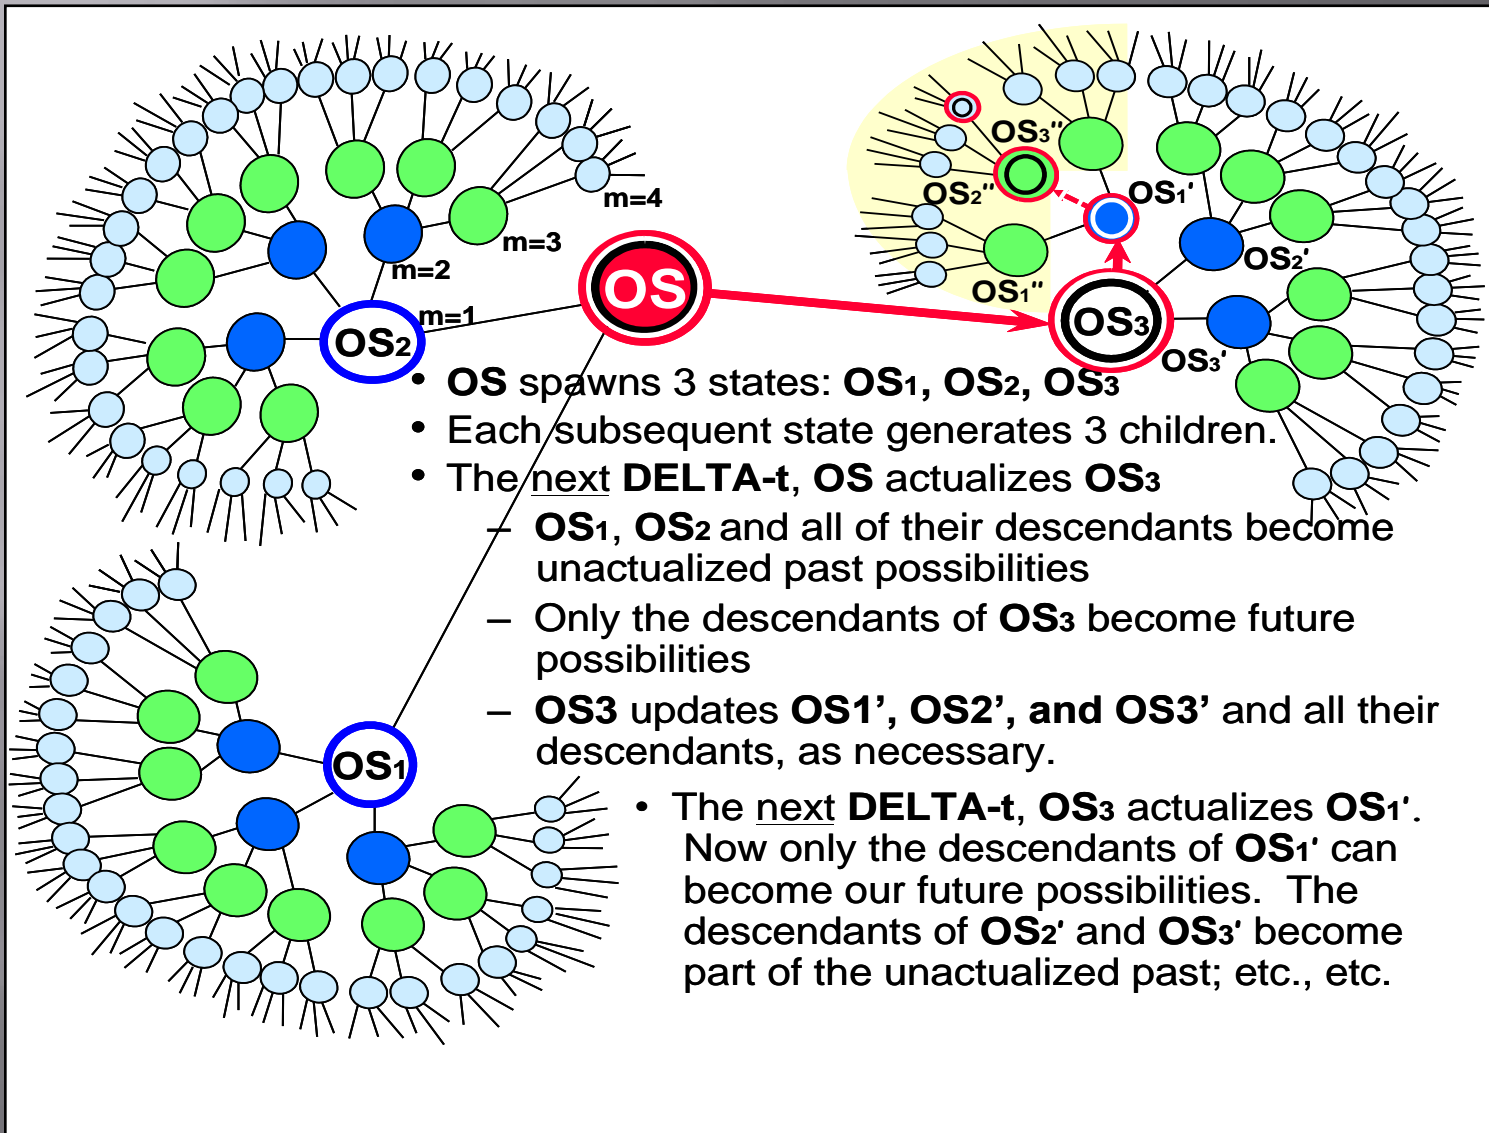 m=4
m=3
m=2
m=1
OS
OS2
OS3
OS1
OS3"
OS2"
OS1"
OS1'
OS2'
OS3'
• OS spawns 3 states: OS1, OS2, OS3
• Each subsequent state generates 3 children.
• The next DELTA-t, OS actualizes OS3
– OS1, OS2 and all of their descendants become
unactualized past possibilities
– Only the descendants of OS3 become future
possibilities
– OS3 updates OS1’, OS2’, and OS3’ and all their
descendants, as necessary.
• The next DELTA-t, OS3 actualizes OS1'.
Now only the descendants of OS1' can
become our future possibilities. The
descendants of OS2' and OS3' become
part of the unactualized past; etc., etc.